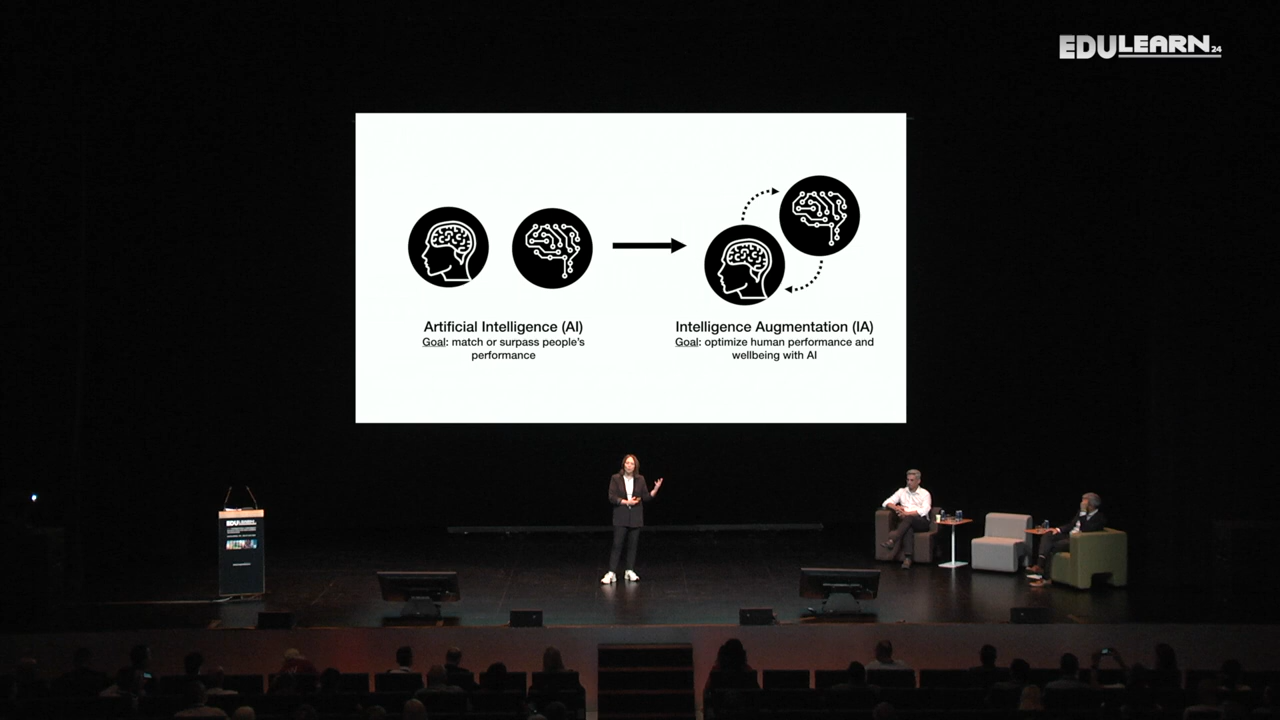 EDULEARN24
Artificial Intelligence (AI)
Goal: match or surpass people's
performance
Intelligence Augmentation (IA)
Goal: optimize human performance and
wellbeing with AI